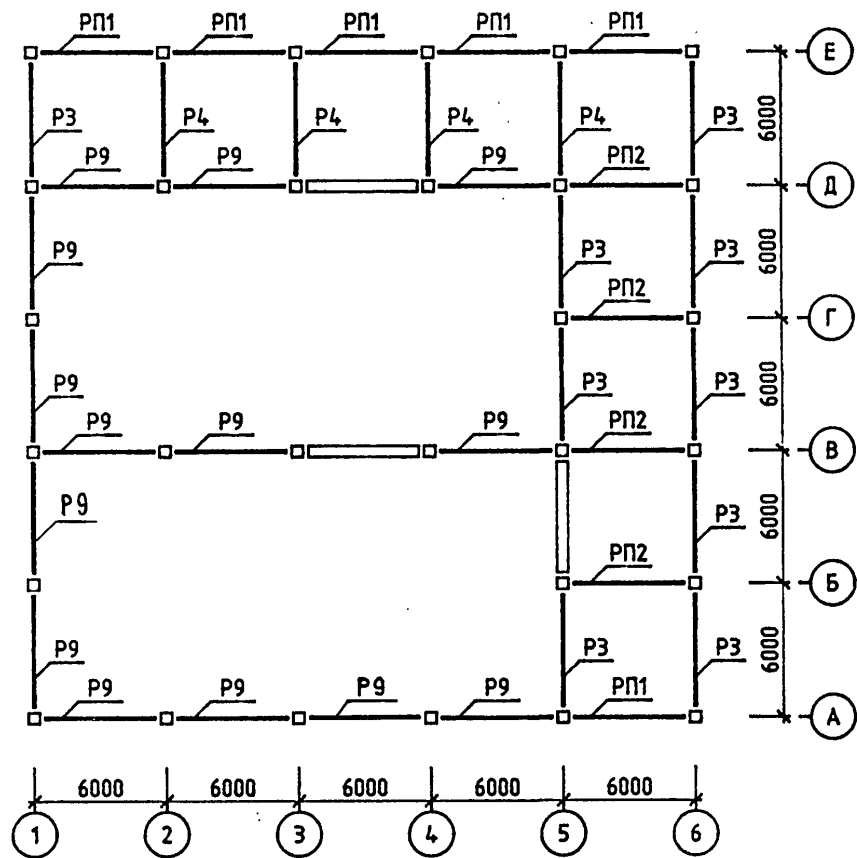 РП1 РП1 РП1 РП1 РП1
Е
Р3 Р4 Р4 Р4 Р4 Р3
6000
Р9 Р9 Р9 РП2
Д
Р9 Р3 Р3
6000
РП2
Г
Р9 Р3 Р3
6000
Р9 Р9 Р9 РП2
В
Р9 Р3
6000
РП2
Б
Р9 Р3 Р3
6000
Р9 Р9 Р9 Р9 РП1
А
6000 6000 6000 6000 6000
1 2 3 4 5 6